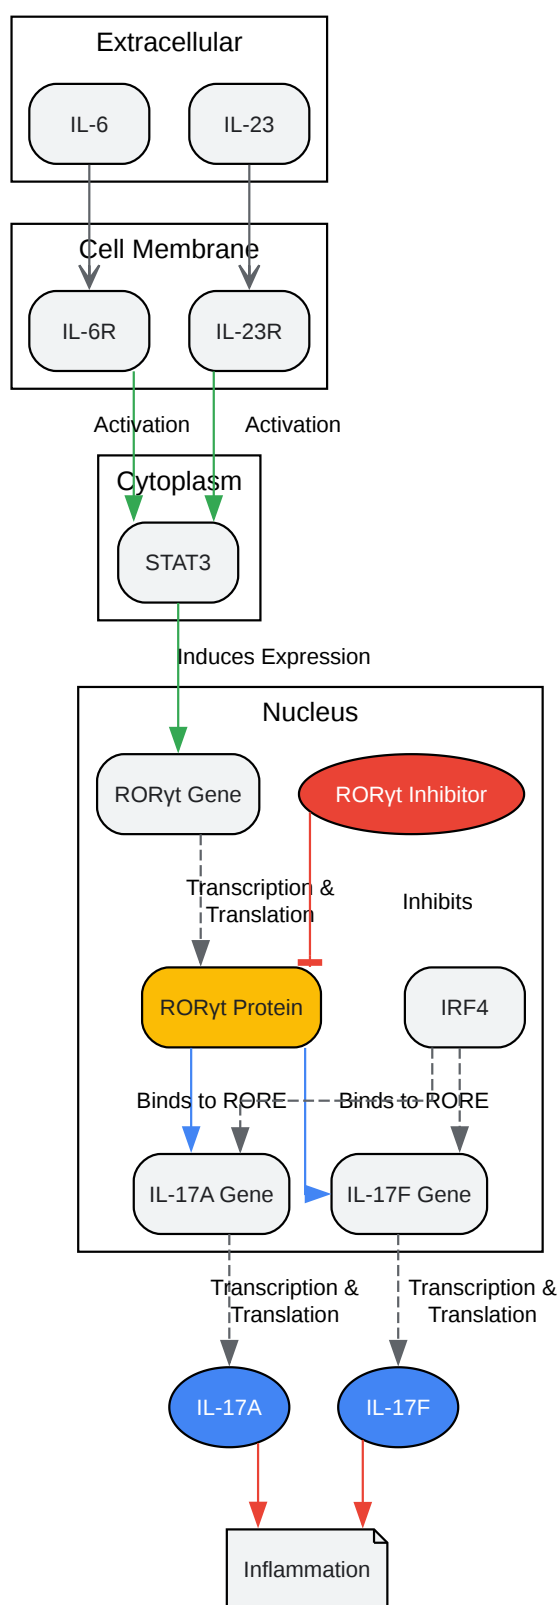 Extracellular
IL-6
IL-23
Cell Membrane
IL-6R
IL-23R
Activation
Activation
Cytoplasm
STAT3
Induces Expression
Nucleus
RORγt Gene
RORγt Inhibitor
Transcription &
Translation
Inhibits
RORγt Protein
IRF4
Binds to RORE
Binds to RORE
IL-17A Gene
IL-17F Gene
Transcription &
Translation
Transcription &
Translation
IL-17A
IL-17F
Inflammation